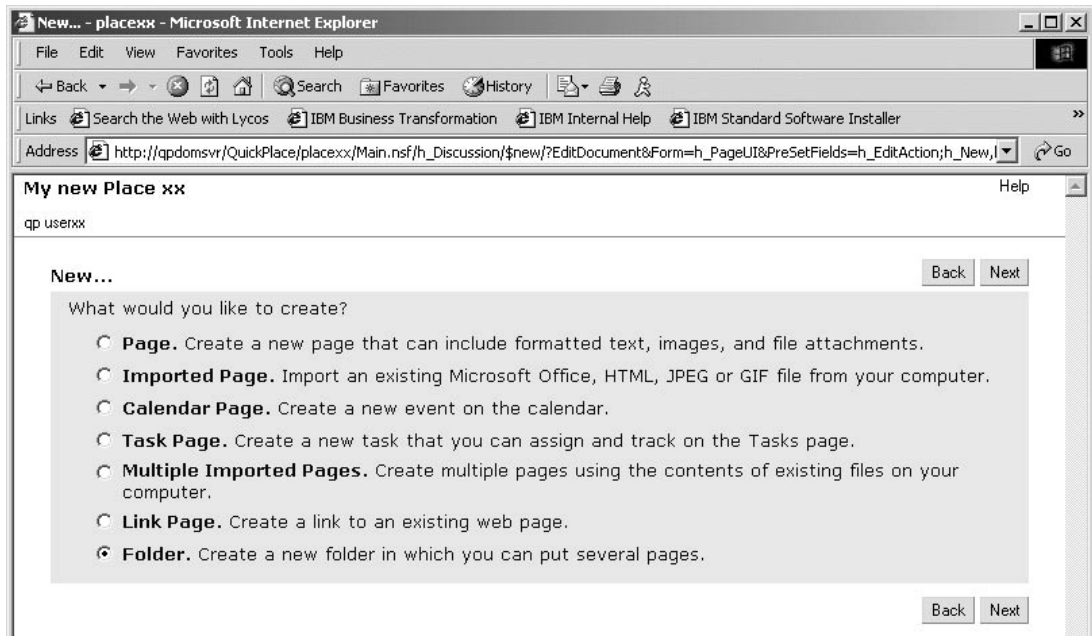 New... - placexx - Microsoft Internet Explorer
File Edit View Favorites Tools Help
Back Search Favorites History
Links Search the Web with Lycos IBM Business Transformation IBM Internal Help IBM Standard Software Installer »
Address http://qpdomsvr/QuickPlace/placexx/Main.nsf/h_Discussion/$new/?EditDocument&Form=h_PageUI&PreSetFields=h_EditAction;h_New, Go
My new Place xx Help
qp userxx
New... Back Next
What would you like to create?
Page. Create a new page that can include formatted text, images, and file attachments.
Imported Page. Import an existing Microsoft Office, HTML, JPEG or GIF file from your computer.
Calendar Page. Create a new event on the calendar.
Task Page. Create a new task that you can assign and track on the Tasks page.
Multiple Imported Pages. Create multiple pages using the contents of existing files on your
computer.
Link Page. Create a link to an existing web page.
Folder. Create a new folder in which you can put several pages.
Back Next